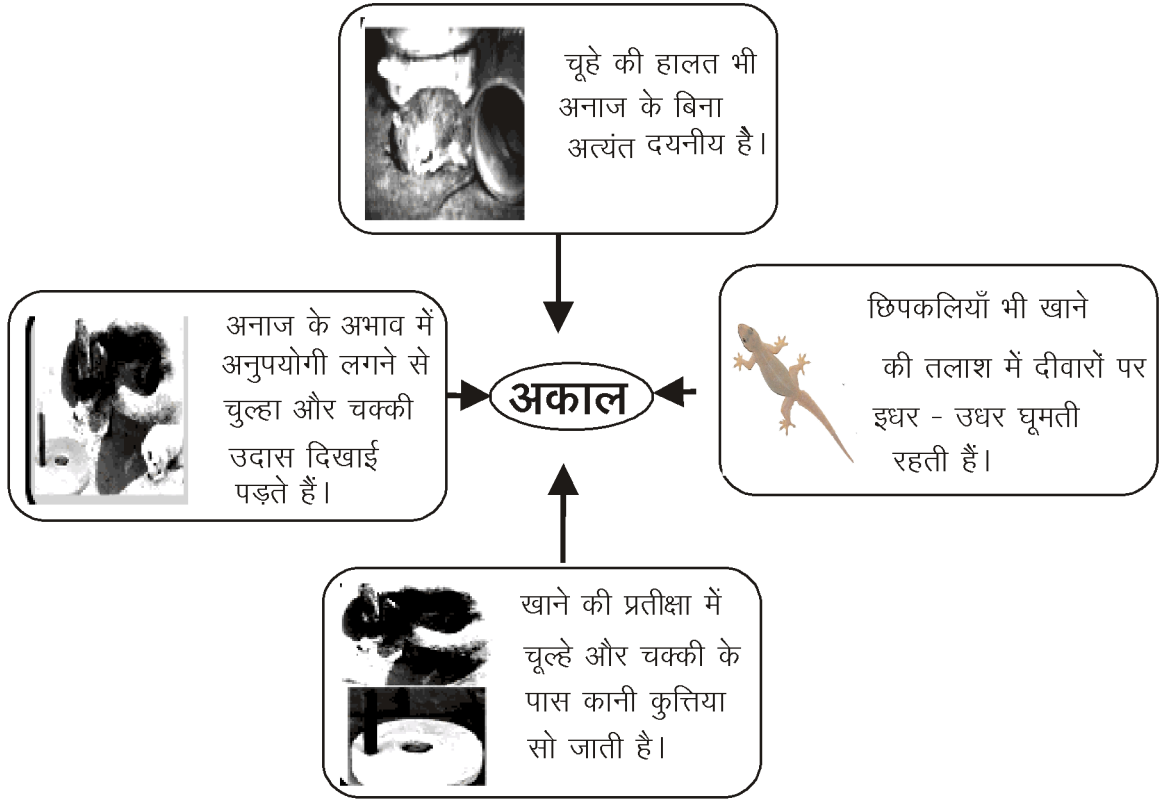 चूहे की हालत भी
अनाज के बिना
अत्यंत दयनीय है।
अनाज के अभाव में
अनुपयोगी लगने से
चुल्हा और चक्की
उदास दिखाई
पड़ते हैं।
अकाल
छिपकलियाँ भी खाने
की तलाश में दीवारों पर
इधर - उधर घूमती
रहती हैं।
खाने की प्रतीक्षा में
चूल्हे और चक्की के
पास कानी कुत्तिया
सो जाती है।